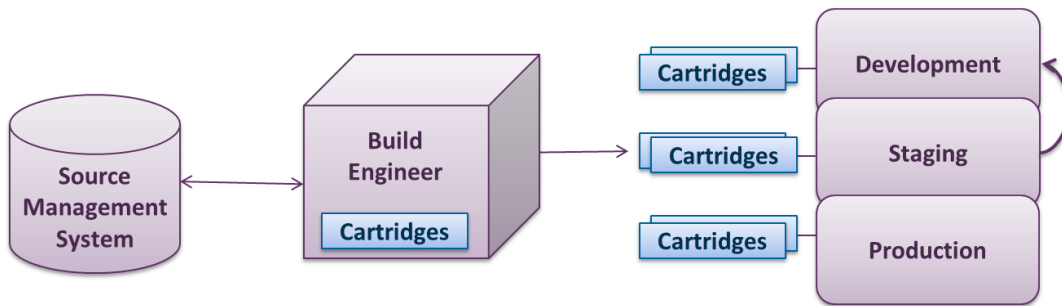 Source
Management
System
Build
Engineer
Cartridges
Cartridges
Development
Cartridges
Staging
Cartridges
Production